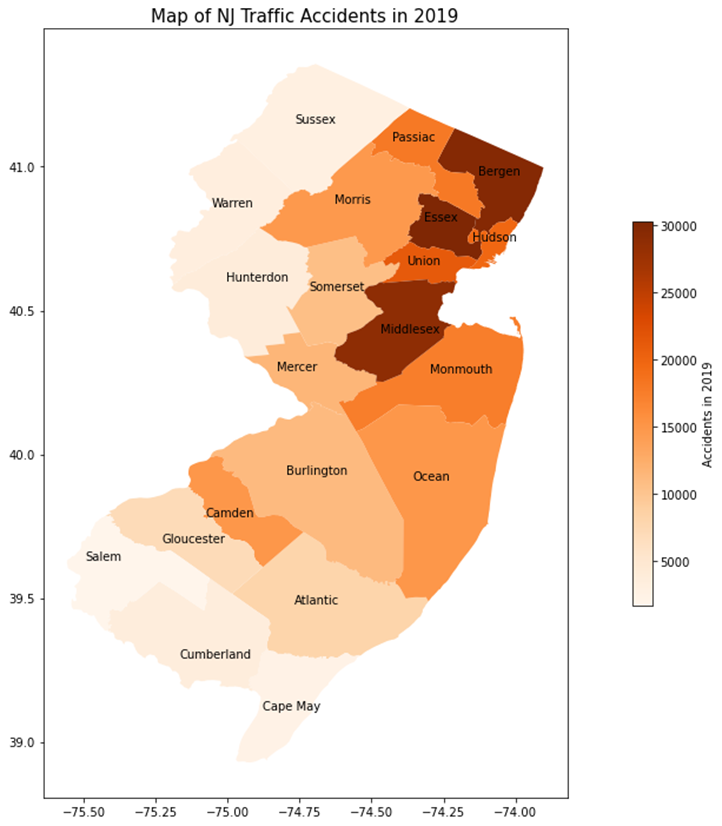 Map of NJ Traffic Accidents in 2019
Sussex
Passiac
Bergen
Warren
Morris
Essex
Hudson
Union
Hunterdon
Somerset
Middlesex
Mercer
Monmouth
Burlington
Ocean
Camden
Gloucester
Salem
Atlantic
Cumberland
Cape May
41.0
40.5
40.0
39.5
39.0
−75.50
−75.25
−75.00
−74.75
−74.50
−74.25
−74.00
30000
25000
20000
15000
10000
5000
Accidents in 2019